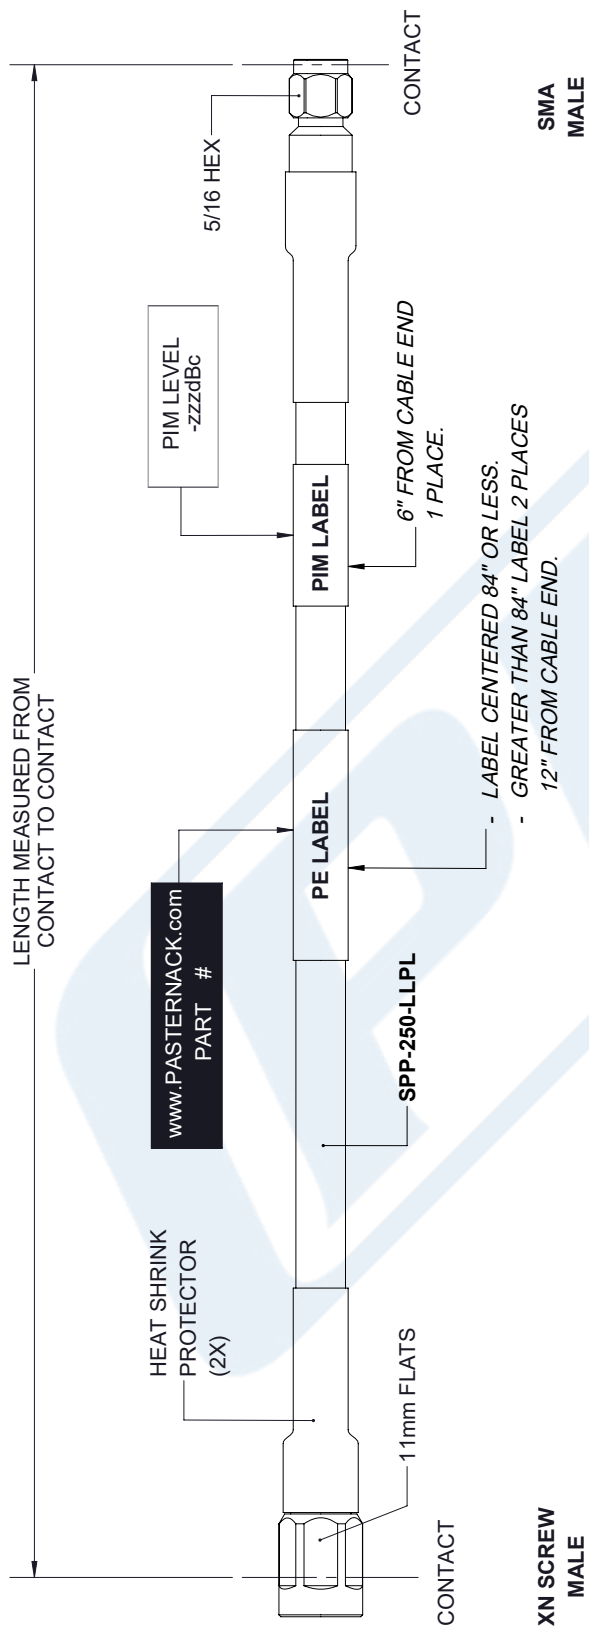 LENGTH MEASURED FROM
CONTACT TO CONTACT
HEAT SHRINK
PROTECTOR
(2X)
www.PASTERNACK.com
PART #
PIM LEVEL
-zzzdBc
5/16 HEX
PE LABEL
PIM LABEL
11mm FLATS
SPP-250-LLPL
6" FROM CABLE END
1 PLACE.
CONTACT
CONTACT
- LABEL CENTERED 84" OR LESS.
- GREATER THAN 84" LABEL 2 PLACES
12" FROM CABLE END.
XN SCREW
MALE
SMA
MALE